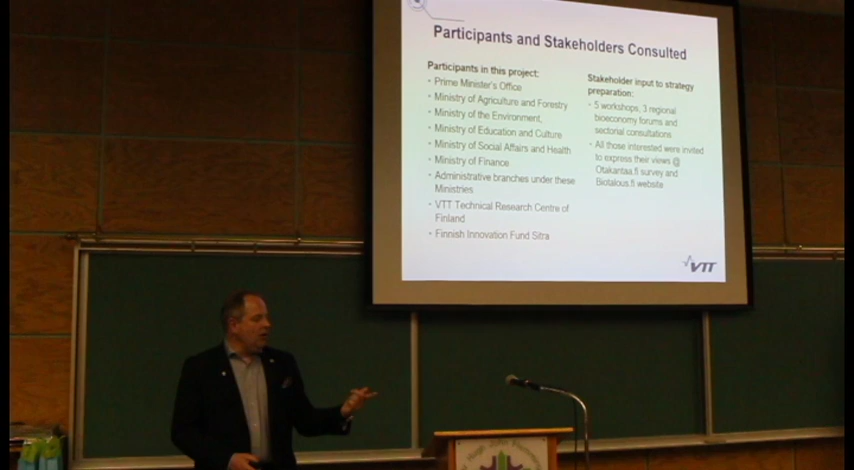 Participants and Stakeholders Consulted
Participants in this project:
• Prime Minister's Office
• Ministry of Agriculture and Forestry
• Ministry of the Environment,
• Ministry of Education and Culture
• Ministry of Social Affairs and Health
• Ministry of Finance
• Administrative branches under these
Ministries
• VTT Technical Research Centre of
Finland
• Finnish Innovation Fund Sitra
Stakeholder input to strategy
preparation:
• 5 workshops, 3 regional
bioeconomy forums and
sectorial consultations
• All those interested were invited
to express their views @
Otakantaa.fi survey and
Biotalous.fi website
VTT
Hugh John